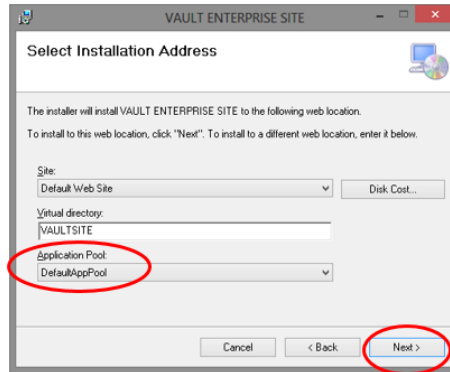 VAULT ENTERPRISE SITE
Select Installation Address
The installer will install VAULT ENTERPRISE SITE to the following web location.
To install to this web location, click "Next". To install to a different web location, enter it below.
Site:
Default Web Site
Disk Cost...
Virtual directory:
VAULTSITE
Application Pool:
DefaultAppPool
Cancel
< Back
Next >